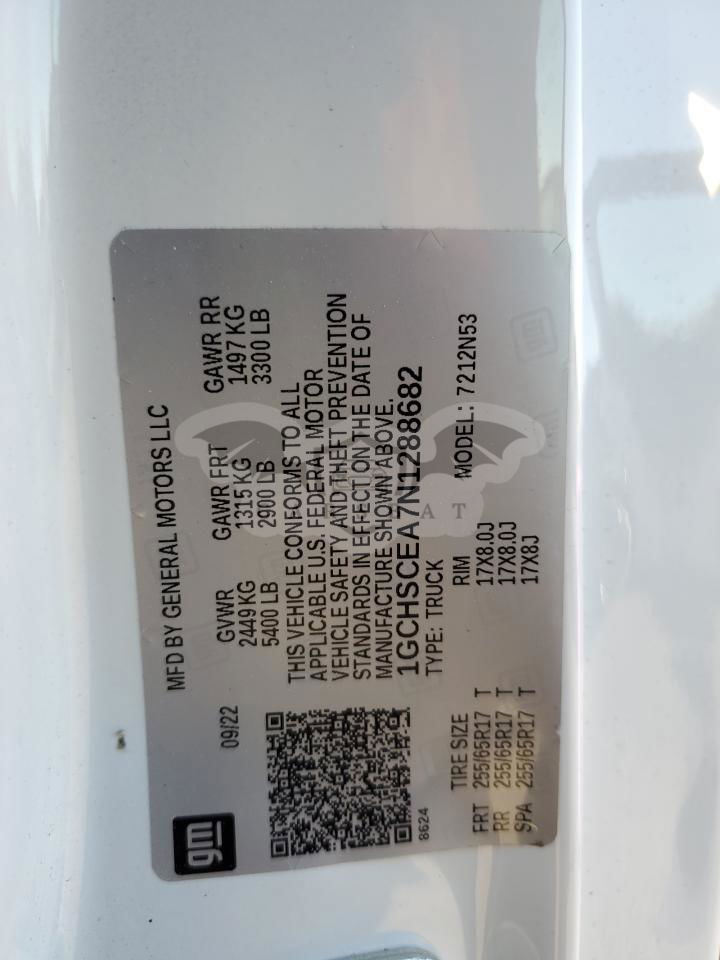 MFD BY GENERAL MOTORS LLC
gm
09/22
GVWR GAWR FRT GAWR RR
2449 KG 1315 KG 1497 KG
5400 LB 2900 LB 3300 LB
THIS VEHICLE CONFORMS TO ALL
APPLICABLE U.S. FEDERAL MOTOR
VEHICLE SAFETY AND THEFT PREVENTION
STANDARDS IN EFFECT ON THE DATE OF
MANUFACTURE SHOWN ABOVE.
1GCHSCEA7N1288682
8624
TYPE: TRUCK MODEL: 7212N53
TIRE SIZE RIM
FRT 255/65R17 T 17X8.0J
RR 255/65R17 T 17X8.0J
SPA 255/65R17 T 17X8J